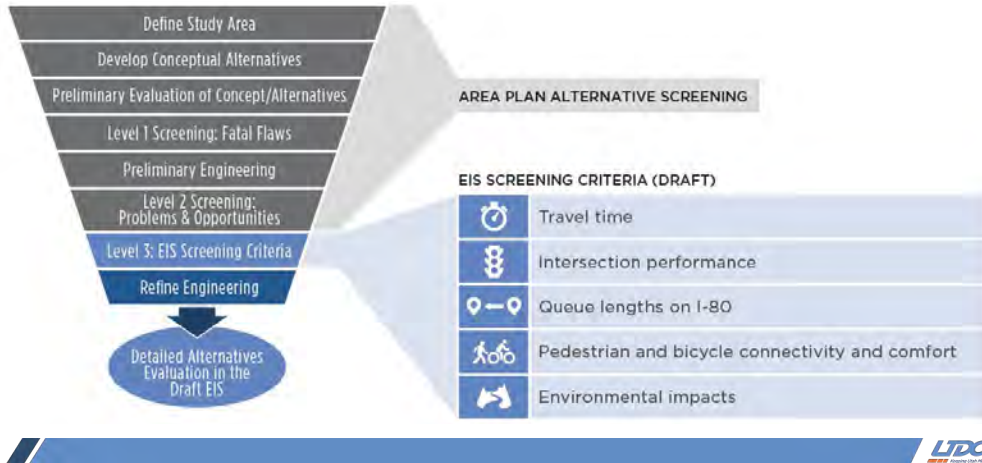 Define Study Area
Develop Conceptual Alternatives
Preliminary Evaluation of Concept/Alternatives
Level 1 Screening: Fatal Flaws
Preliminary Engineering
Level 2 Screening:
Problems & Opportunities
Level 3: EIS Screening Criteria
Refine Engineering
Detailed Alternatives
Evaluation in the
Draft EIS
AREA PLAN ALTERNATIVE SCREENING
EIS SCREENING CRITERIA (DRAFT)
Travel time
Intersection performance
Queue lengths on I-80
Pedestrian and bicycle connectivity and comfort
Environmental impacts